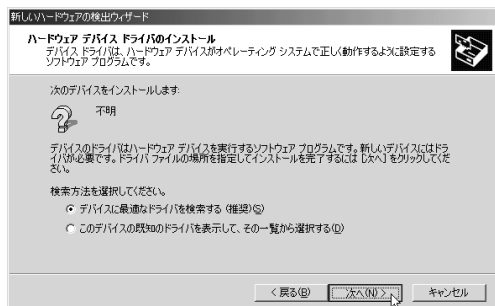 新しいハードウェアの検出ウィザード
ハードウェア デバイス ドライバのインストール
デバイス ドライバは、ハードウェア デバイスがオペレーティング システムで正しく動作するように設定する
ソフトウェア プログラムです。
次のデバイスをインストールします:
不明
デバイスのドライバはハードウェア デバイスを実行するソフトウェア プログラムです。新しいデバイスにはドラ
イバが必要です。ドライバ ファイルの場所を指定してインストールを完了するには [次へ] をクリックしてくだ
さい。
検索方法を選択してください。
デバイスに最適なドライバを検索する (推奨)(S)
このデバイスの既知のドライバを表示して、その一覧から選択する(D)
< 戻る(B)
次へ(N) >
キャンセル